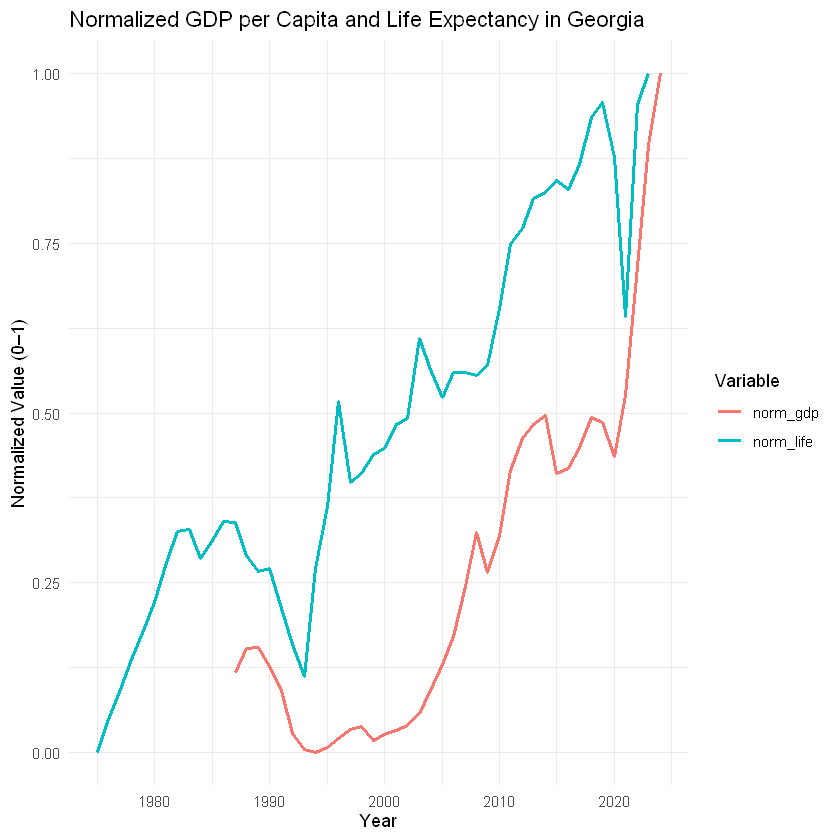 Normalized GDP per Capita and Life Expectancy in Georgia
Normalized Value (0–1)
1.00
0.75
0.50
0.25
0.00
1980 1990 2000 2010 2020
Year
Variable
norm_gdp
norm_life